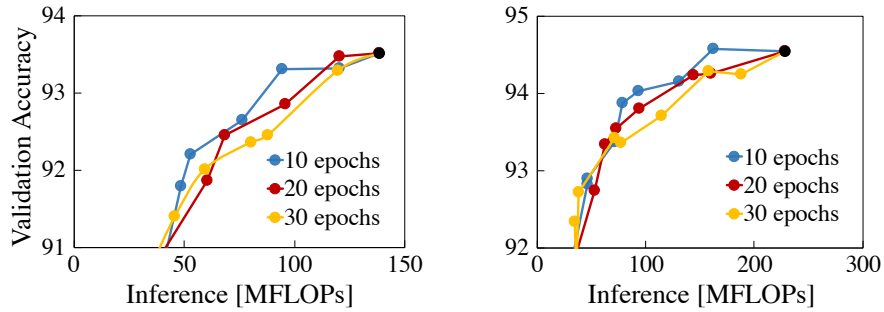 Validation Accuracy
94
93
92
91
0
50
100
150
Inference [MFLOPs]
10 epochs
20 epochs
30 epochs
95
94
93
92
0
100
200
300
Inference [MFLOPs]
10 epochs
20 epochs
30 epochs